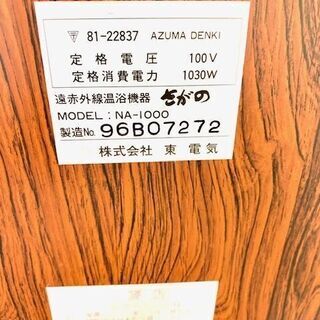 〒 81-22837 AZUMA DENKI
定格電圧 100V
定格消費電力 1030W
遠赤外線温浴機器 さがの
MODEL: NA-1000
製造No. 96B07272
株式会社 東電気